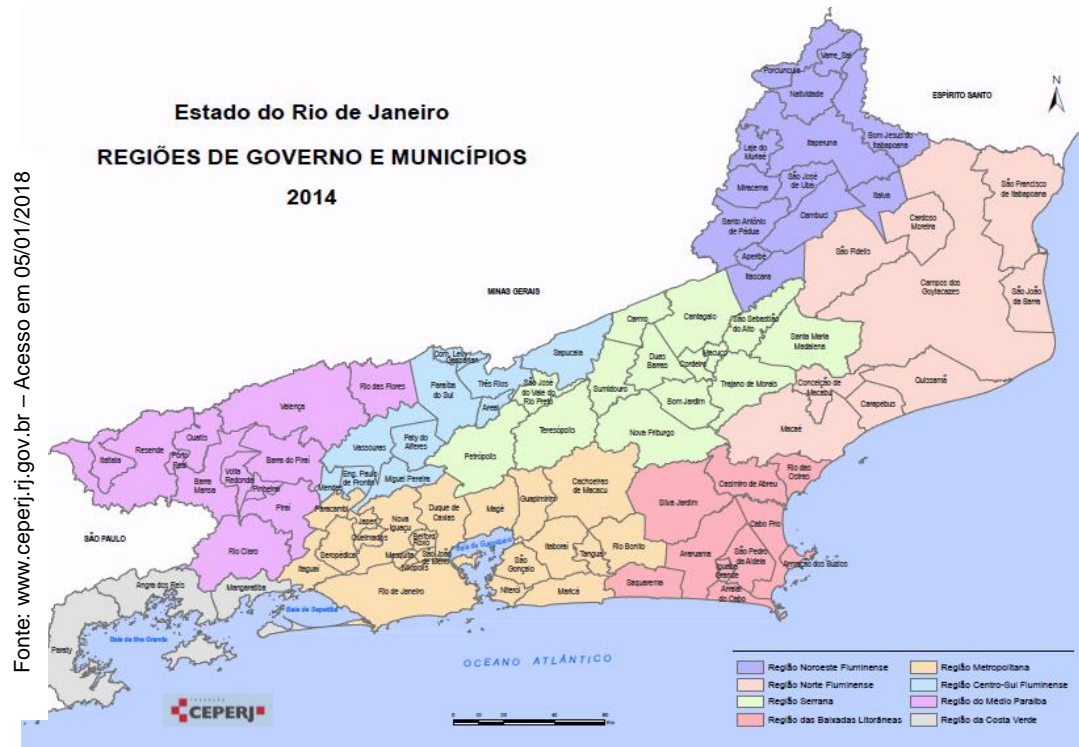 Estado do Rio de Janeiro
REGIÕES DE GOVERNO E MUNICÍPIOS
2014
Fonte: www.ceperj.rj.gov.br – Acesso em 05/01/2018
N
ESPÍRITO SANTO
MINAS GERAIS
SÃO PAULO
Varre_Sai
Porciuncula
Natividade
Bom Jesus do
Itabapoana
Itaperuna
Laje do
Muriaé
São José
de Ubá
Miracema
Italva
Cambuci
Santo Antônio
de Pádua
Aperibé
Itaocara
São Francisco
de Itabapoana
Cardoso
Moreira
São Fidelis
Campos dos
Goytacazes
São João
da Barra
Cantagalo
Carmo
São Sebastião
do Alto
Santa Maria
Madalena
Macuco
Cordeiro
Duas
Barras
Sumidouro
Trajano de Morais
Bom Jardim
Nova Friburgo
Teresópolis
Petrópolis
São José
do Vale do
Rio Preto
Conceição de
Macabu
Quissamã
Carapebus
Macaé
Sapucaia
Com. Levy
Gasparian
Três Rios
Paraíba
do Sul
Areal
Paty do
Alferes
Vassouras
Miguel Pereira
Eng. Paulo
de Frontin
Mendes
Rio das Flores
Valença
Quatis
Resende
Itatiaia
Porto
Real
Barra
Mansa
Volta
Redonda
Barra do Piraí
Pinheiral
Piraí
Rio Claro
Angra dos Reis
Mangaratiba
Paraty
Paracambi
Japeri
Queimados
Nova
Iguaçu
Duque de
Caxias
Magé
Guapimirim
Cachoeiras
de Macacu
Seropédica
Itaguaí
Mesquita
Belford
Roxo
São João
de Meriti
Nilópolis
Rio de Janeiro
São
Gonçalo
Niterói
Itaboraí
Tanguá
Rio Bonito
Maricá
Silva Jardim
Casimiro de Abreu
Rio das
Ostras
Cabo Frio
Araruama
São Pedro
da Aldeia
Armação dos Búzios
Iguaba
Grande
Saquarema
Arraial
do Cabo
Baía de Guanabara
Baía de Sepetiba
Baía da Ilha Grande
OCEANO ATLÂNTICO
FUNDAÇÃO
CEPERJ
Km
Região Noroeste Fluminense
Região Norte Fluminense
Região Serrana
Região das Baixadas Litorâneas
Região Metropolitana
Região Centro-Sul Fluminense
Região do Médio Paraíba
Região da Costa Verde